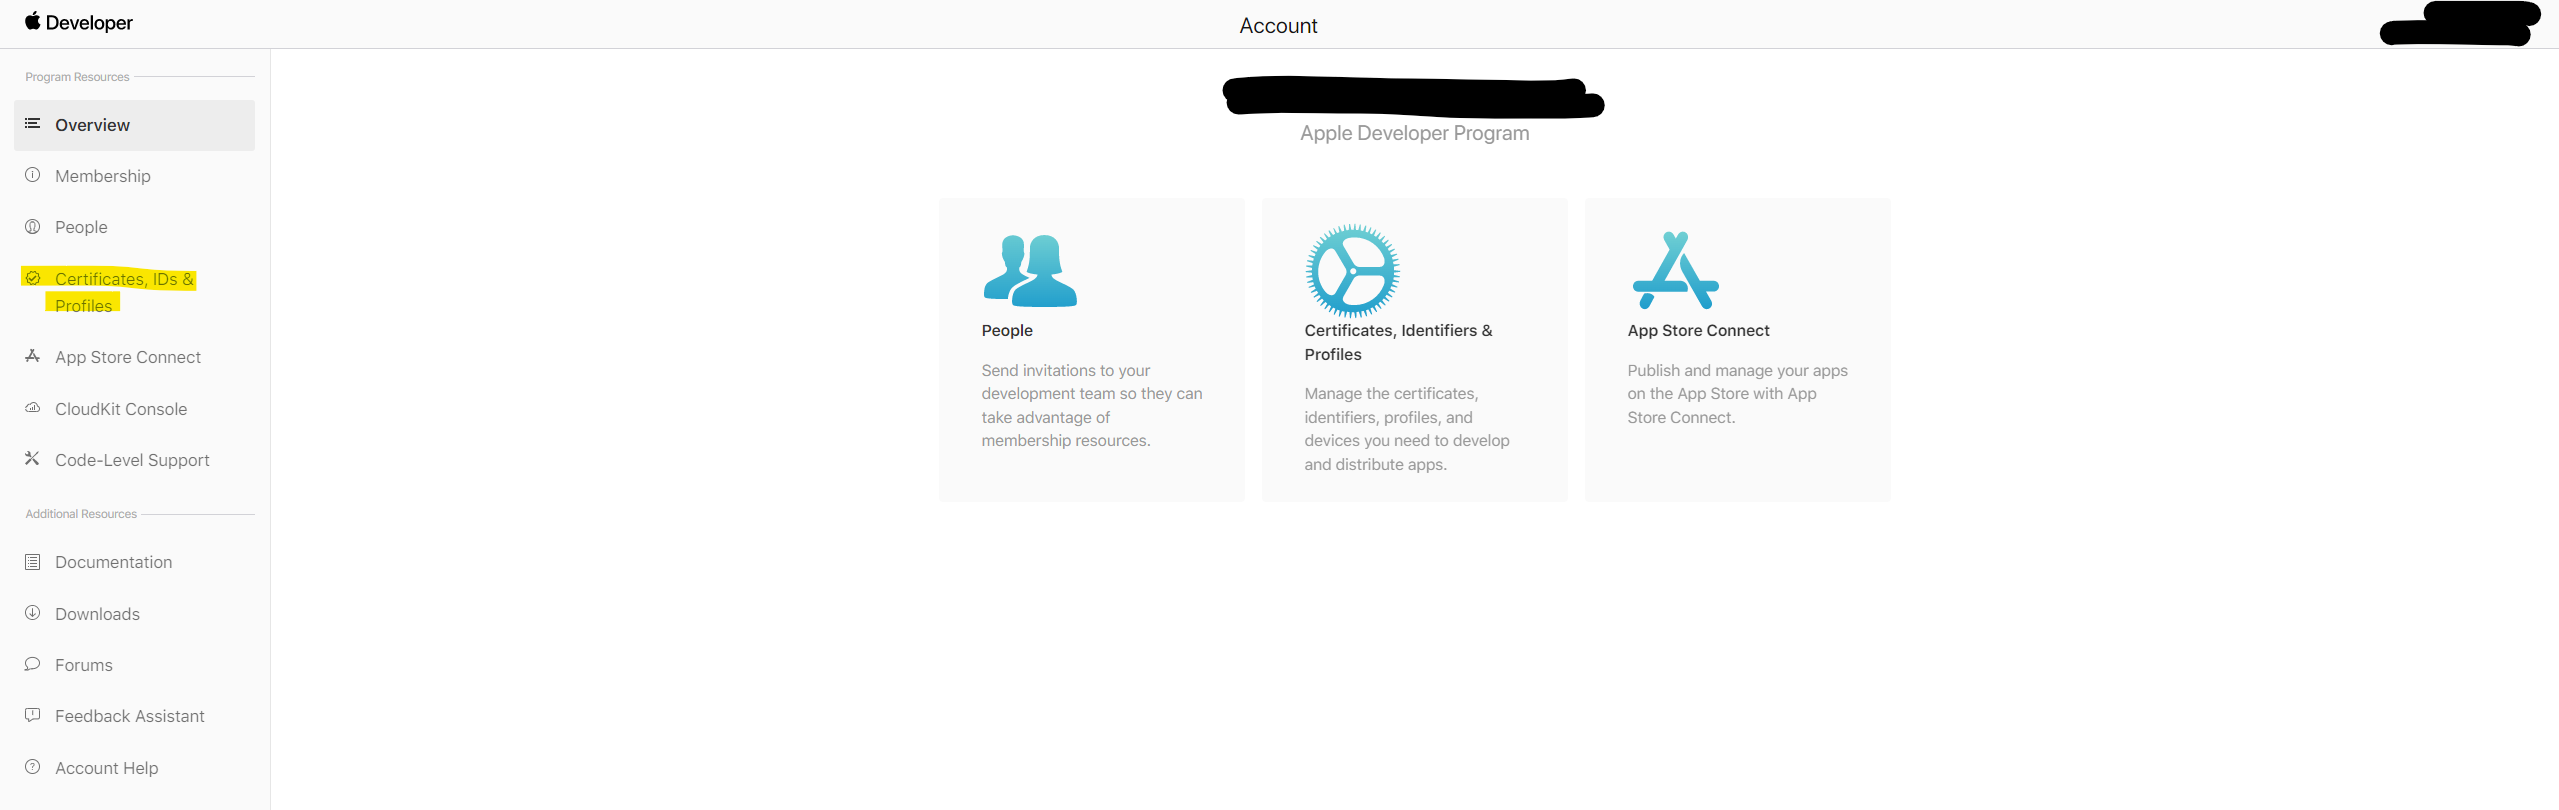 Developer
Account
Program Resources
Overview
Membership
People
Certificates, IDs &
Profiles
App Store Connect
CloudKit Console
Code-Level Support
Additional Resources
Documentation
Downloads
Forums
Feedback Assistant
Account Help
Apple Developer Program
People
Send invitations to your
development team so they can
take advantage of
membership resources.
Certificates, Identifiers &
Profiles
Manage the certificates,
identifiers, profiles, and
devices you need to develop
and distribute apps.
App Store Connect
Publish and manage your apps
on the App Store with App
Store Connect.